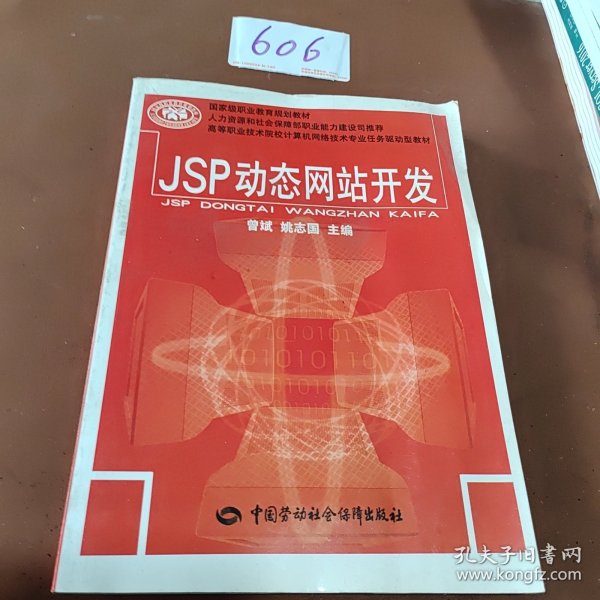 606
国家级职业教育规划教材
人力资源和社会保障部职业能力建设司推荐
高等职业技术院校计算机网络技术专业任务驱动型教材
JSP动态网站开发
JSP DONGTAI WANGZHAN KAIFA
曾斌 姚志国 主编
10101011
010101101
1010101
中国劳动社会保障出版社
孔夫子旧书网
www.kongfz.com